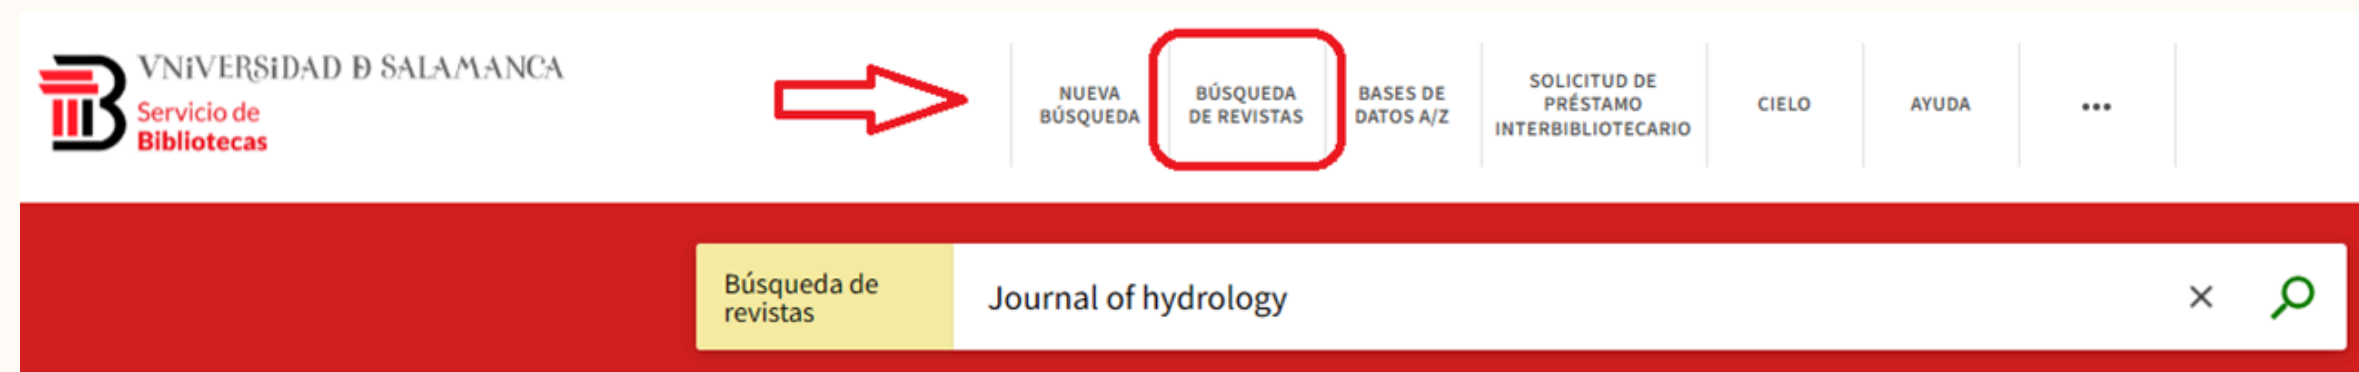 VNiVERSiDAD Ð SALAMANCA
Servicio de
Bibliotecas
NUEVA
BÚSQUEDA
BÚSQUEDA
DE REVISTAS
BASES DE
DATOS A/Z
SOLICITUD DE
PRÉSTAMO
INTERBIBLIOTECARIO
CIELO
AYUDA
•••
Búsqueda de
revistas
Journal of hydrology